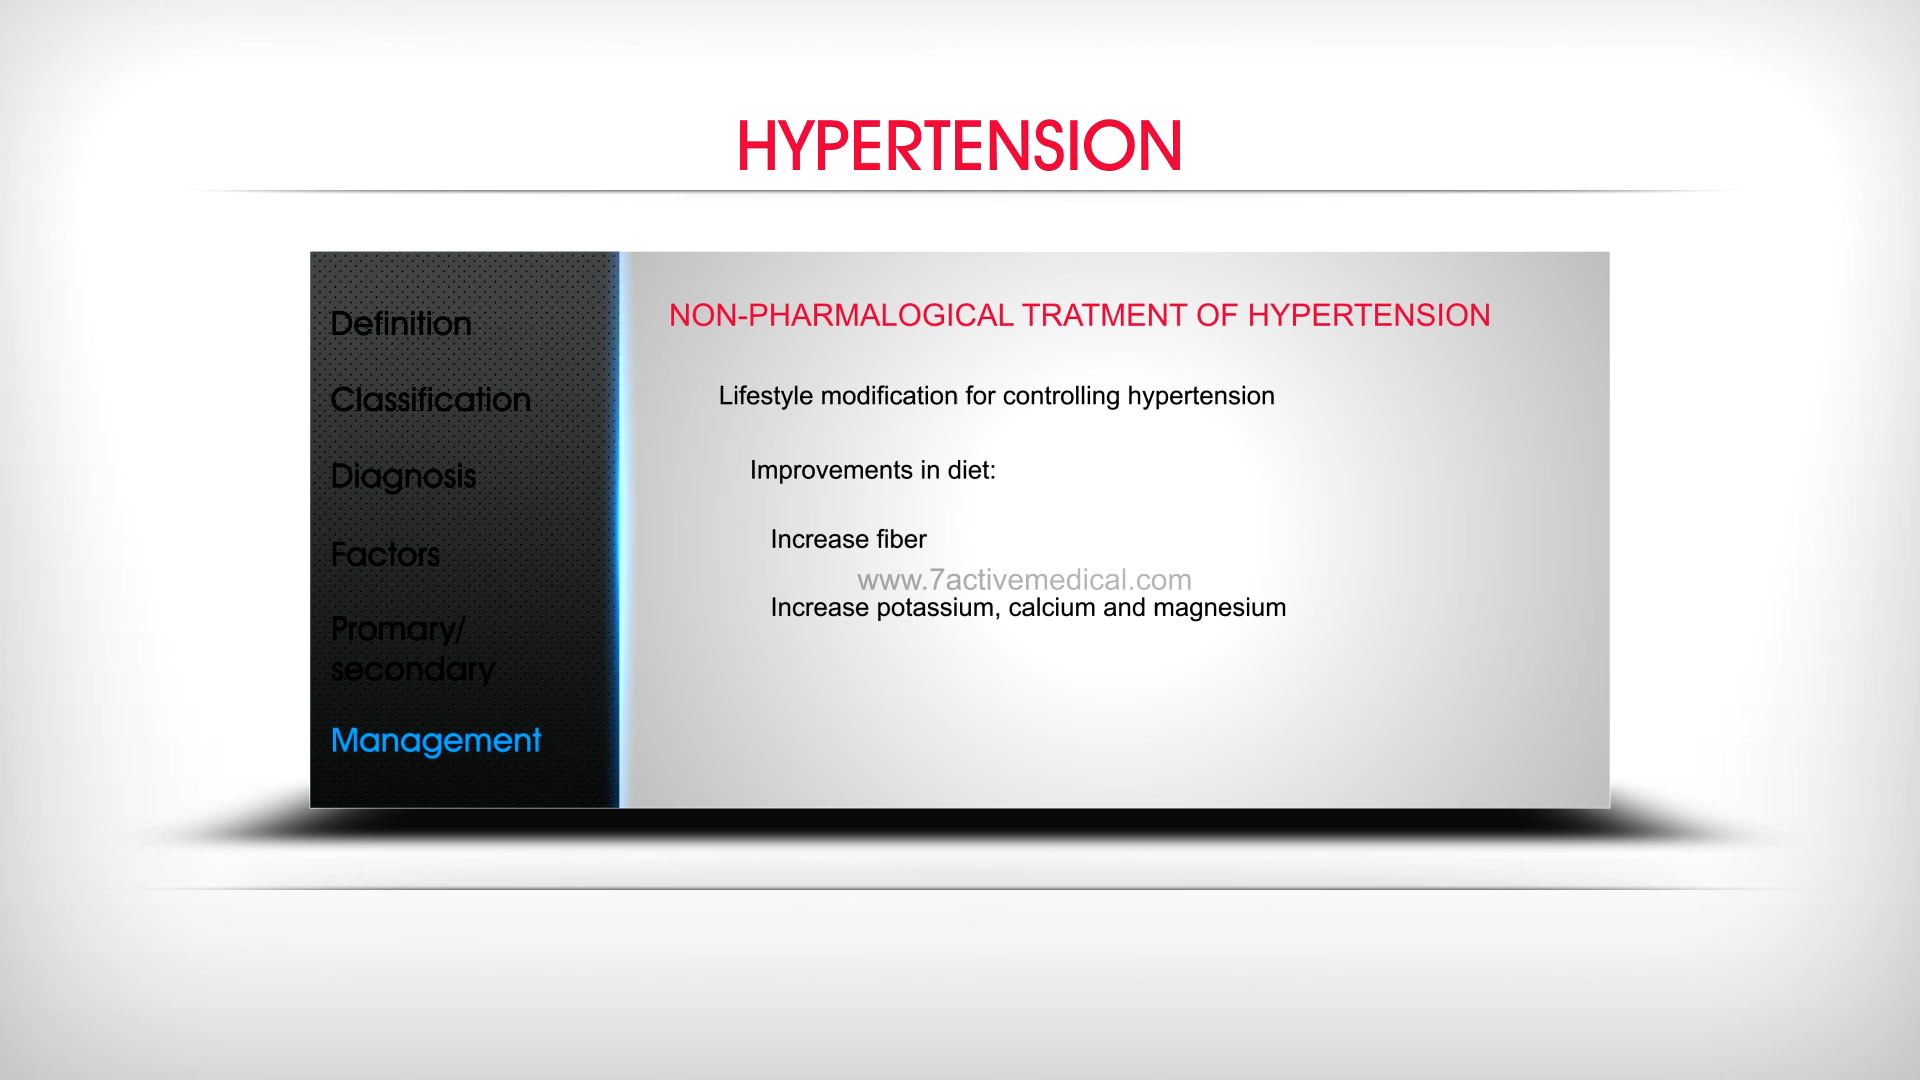 HYPERTENSION
Definition
Classification
Diagnosis
Factors
Promary/
secondary
Management
NON-PHARMALOGICAL TRATMENT OF HYPERTENSION
Lifestyle modification for controlling hypertension
Improvements in diet:
Increase fiber
www.7activemedical.com
Increase potassium, calcium and magnesium